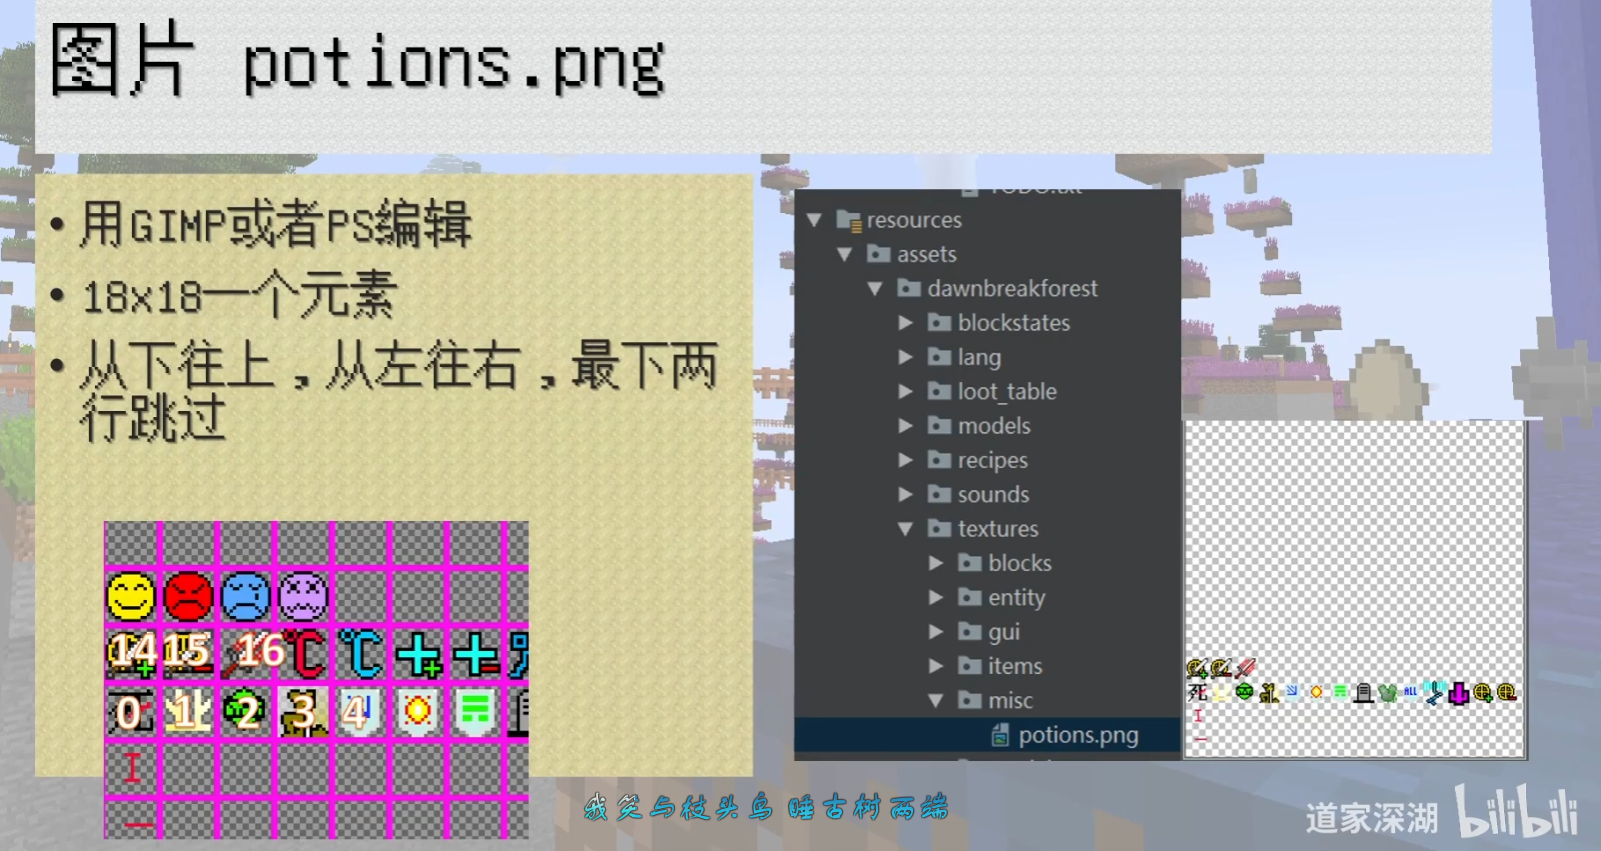 图片 potions.png
• 用GIMP或者PS编辑
• 18x18一个元素
• 从下往上，从左往右，最下两
行跳过
resources
assets
dawnbreakforest
blockstates
lang
loot_table
models
recipes
sounds
textures
blocks
entity
gui
items
misc
potions.png
14 15 16 ℃ ℃
0 1 2 3 4
I
一
死
ALL
I
一
我笑与枝头鸟 睡古树两端
道家深湖 bilibili